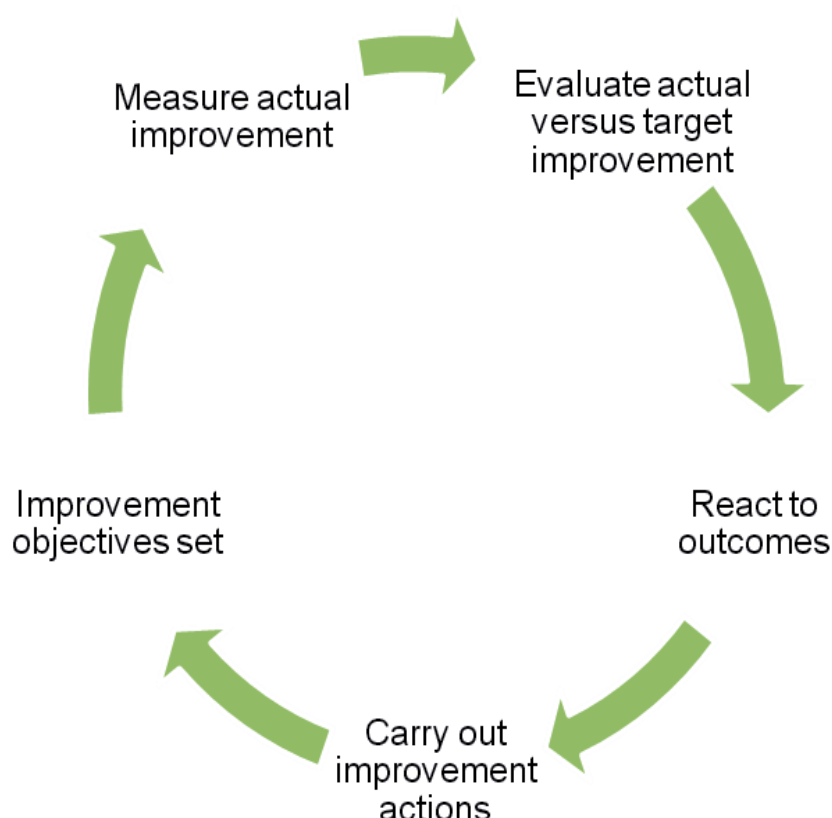 Measure actual
improvement
Evaluate actual
versus target
improvement
React to
outcomes
Carry out
improvement
actions
Improvement
objectives set